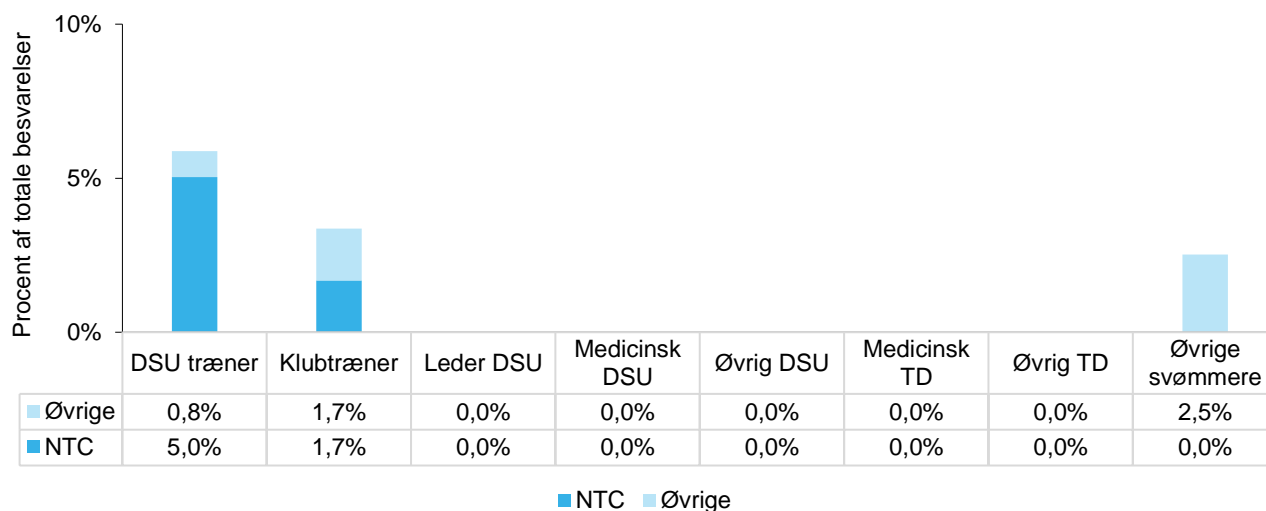 10%
5%
0%
Procent af totale besvarelser
DSU træner Klubtræner Leder DSU Medicinsk DSU Øvrig DSU Medicinsk TD Øvrig TD Øvrige svømmere
Øvrige 0,8% 1,7% 0,0% 0,0% 0,0% 0,0% 0,0% 2,5%
NTC 5,0% 1,7% 0,0% 0,0% 0,0% 0,0% 0,0% 0,0%
NTC Øvrige